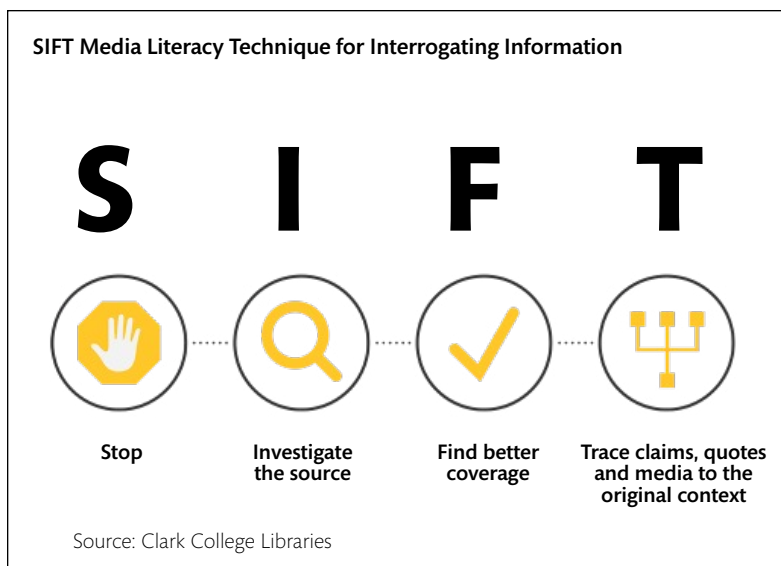 SIFT Media Literacy Technique for Interrogating Information
S I F T
Stop
Investigate
the source
Find better
coverage
Trace claims, quotes
and media to the
original context
Source: Clark College Libraries